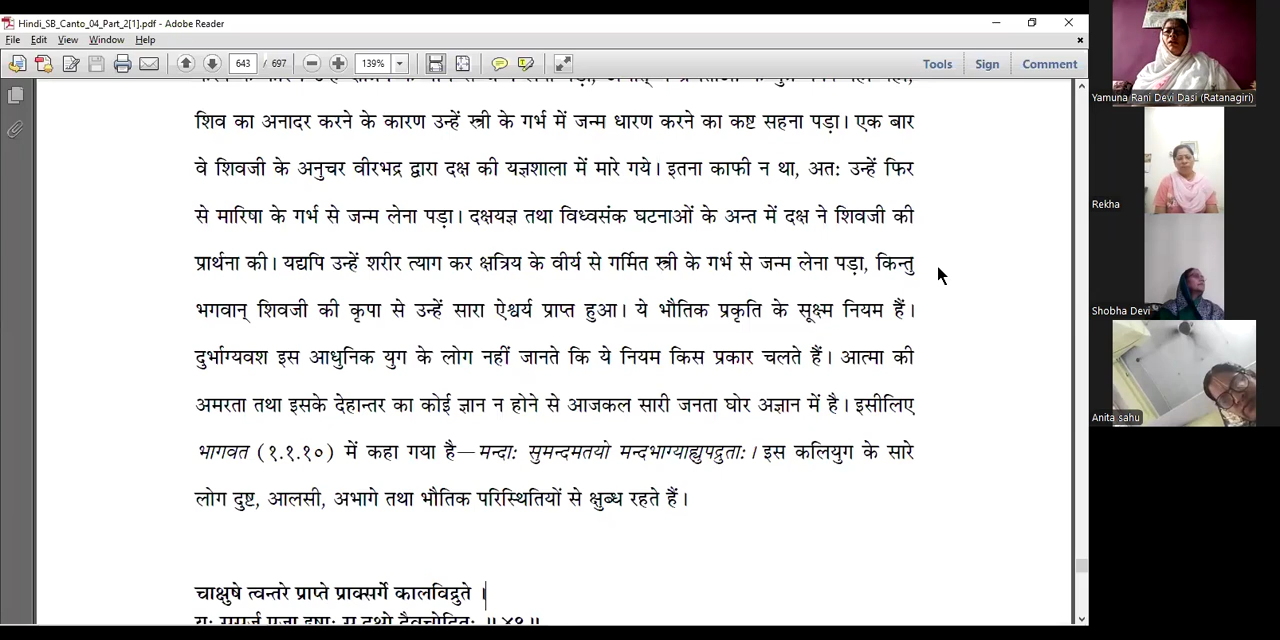 Hindi_SB_Canto_04_Part_2[1].pdf - Adobe Reader
File Edit View Window Help
643 / 697 139% Tools Sign Comment
शिव का अनादर करने के कारण उन्हें स्त्री के गर्भ में जन्म धारण करने का कष्ट सहना पड़ा। एक बार
वे शिवजी के अनुचर वीरभद्र द्वारा दक्ष की यज्ञशाला में मारे गये। इतना काफी न था, अत: उन्हें फिर
से मारिषा के गर्भ से जन्म लेना पड़ा। दक्षयज्ञ तथा विध्वसंक घटनाओं के अन्त में दक्ष ने शिवजी की
प्रार्थना की। यद्यपि उन्हें शरीर त्याग कर क्षत्रिय के वीर्य से गर्मित स्त्री के गर्भ से जन्म लेना पड़ा, किन्तु
भगवान् शिवजी की कृपा से उन्हें सारा ऐश्वर्य प्राप्त हुआ। ये भौतिक प्रकृति के सूक्ष्म नियम हैं।
दुर्भाग्यवश इस आधुनिक युग के लोग नहीं जानते कि ये नियम किस प्रकार चलते हैं। आत्मा की
अमरता तथा इसके देहान्तर का कोई ज्ञान न होने से आजकल सारी जनता घोर अज्ञान में है। इसीलिए
भागवत (१.१.१०) में कहा गया है—मन्दा: सुमन्दमतयो मन्दभाग्याह्युपद्रुता:। इस कलियुग के सारे
लोग दुष्ट, आलसी, अभागे तथा भौतिक परिस्थितियों से क्षुब्ध रहते हैं।
चाक्षुषे त्वन्तरे प्राप्ते प्राक्सर्गे कालविद्रुते ।
Yamuna Rani Devi Dasi (Ratanagiri)
Rekha
Shobha Devi
Anita sahu